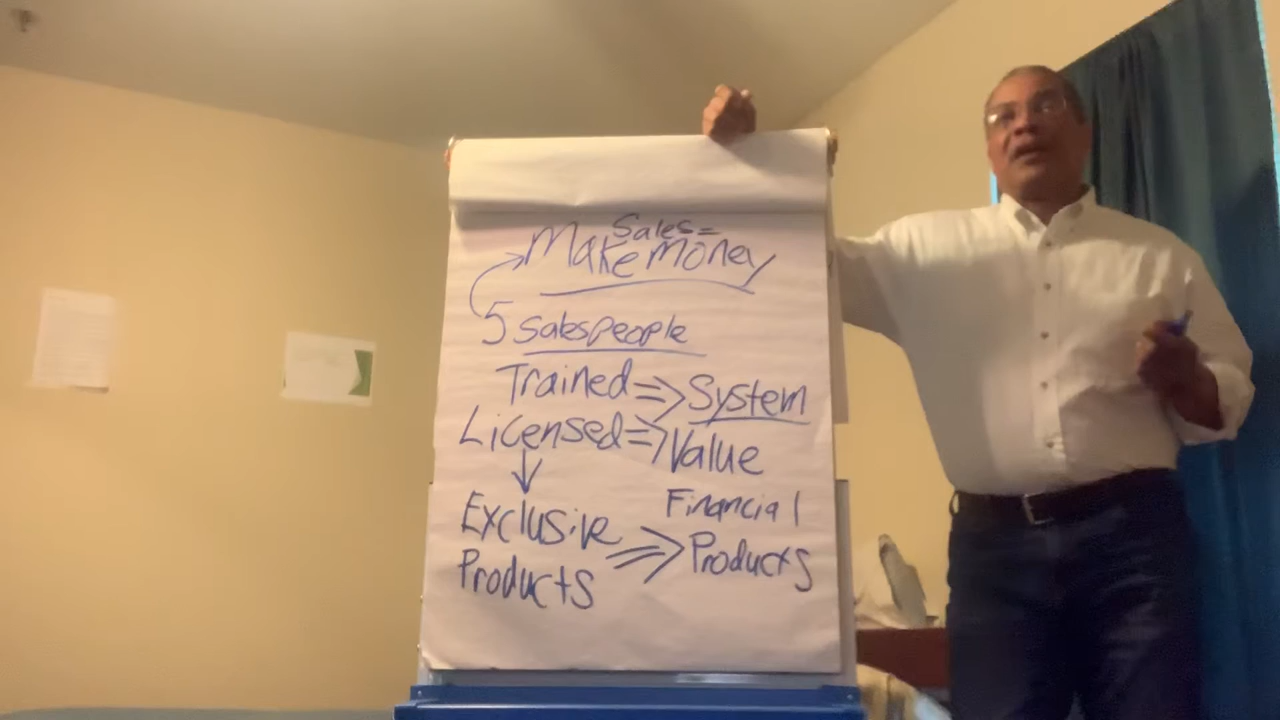 Sales=
Make Money
5 Salespeople
Trained => System
Licensed => Value
Exclusive => Financial
Products Products